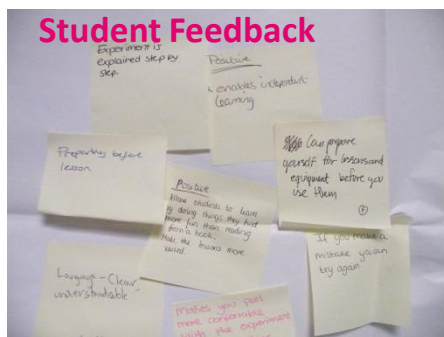 Student Feedback
Experiment is
explained step by
step.
Positive
enables independent
learning
Preparing before
lesson
Can prepare
yourself for lessons and
equipment before you
use them
+
Positive
Allow students to learn
by doing things they find
more fun than reading
from a book.
Make the lessons more
varied.
If you make a
mistake you can
try again
Language - Clear,
understandable
Makes you feel
more comfortable
with the experiment